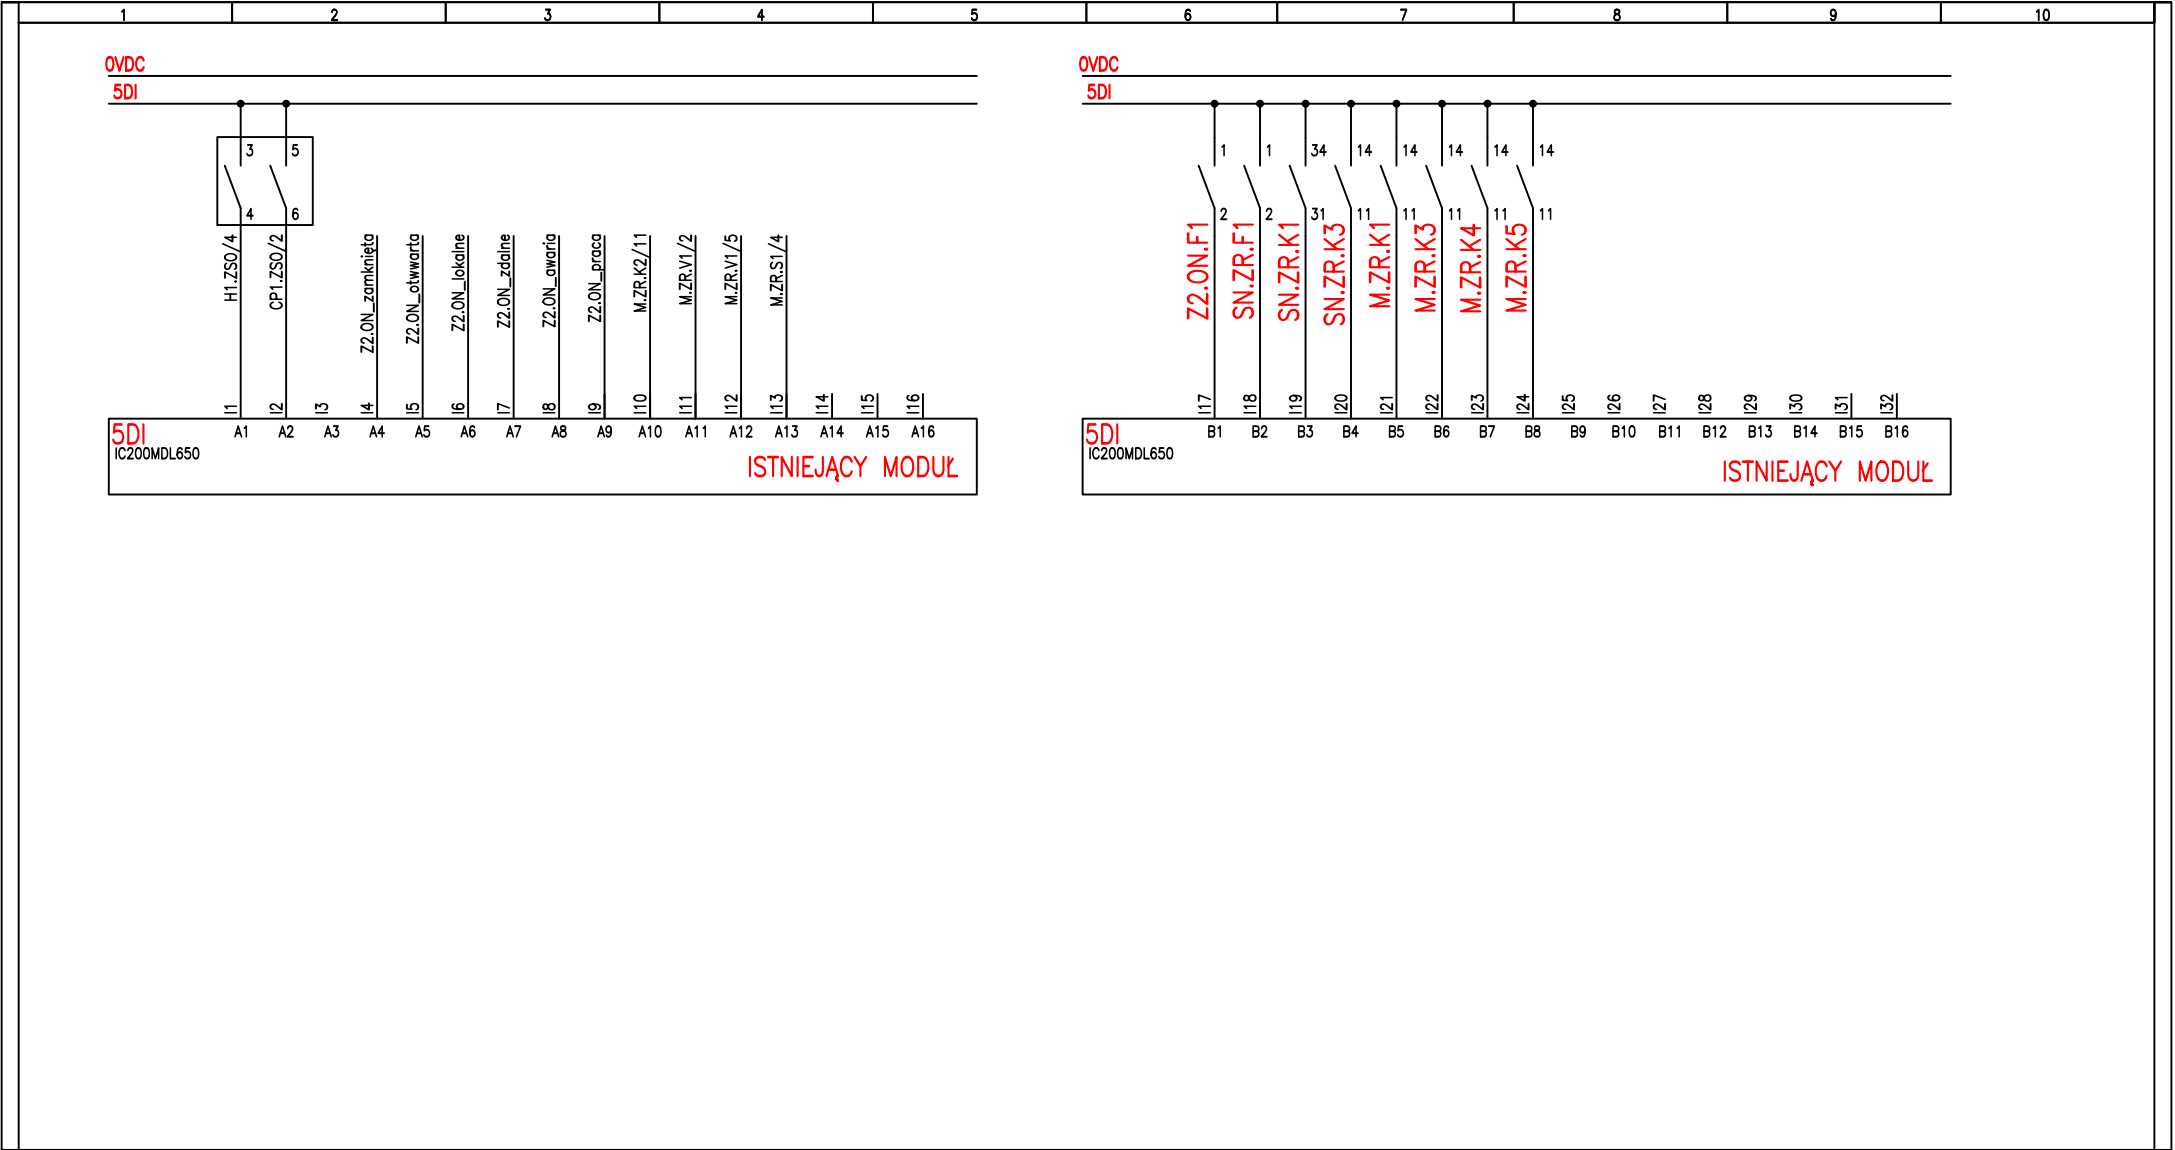 1 2 3 4 5 6 7 8 9 10
0VDC
5DI
3 5
4 6
H1.ZS0/4
CP1.ZS0/2
Z2.0N_zamknięta
Z2.0N_otwwarta
Z2.0N_lokalne
Z2.0N_zdalne
Z2.0N_awaria
Z2.0N_praca
M.ZR.K2/11
M.ZR.V1/2
M.ZR.V1/5
M.ZR.S1/4
I1 I2 I3 I4 I5 I6 I7 I8 I9 I10 I11 I12 I13 I14 I15 I16
5DI A1 A2 A3 A4 A5 A6 A7 A8 A9 A10 A11 A12 A13 A14 A15 A16
IC200MDL650
ISTNIEJĄCY MODUŁ
0VDC
5DI
1 1 34 14 14 14 14 14
2 2 31 11 11 11 11 11
Z2.0N.F1
SN.ZR.F1
SN.ZR.K1
SN.ZR.K3
M.ZR.K1
M.ZR.K3
M.ZR.K4
M.ZR.K5
I17 I18 I19 I20 I21 I22 I23 I24 I25 I26 I27 I28 I29 I30 I31 I32
5DI B1 B2 B3 B4 B5 B6 B7 B8 B9 B10 B11 B12 B13 B14 B15 B16
IC200MDL650
ISTNIEJĄCY MODUŁ